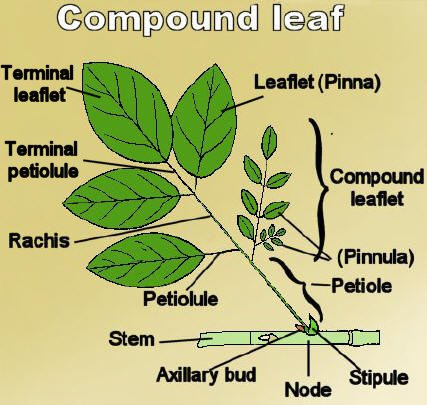 Compound leaf
Terminal
leaflet
Leaflet (Pinna)
Terminal
petiolule
Compound
leaflet
Rachis
(Pinnula)
Petiolule
Petiole
Stem
Axillary bud
Node
Stipule